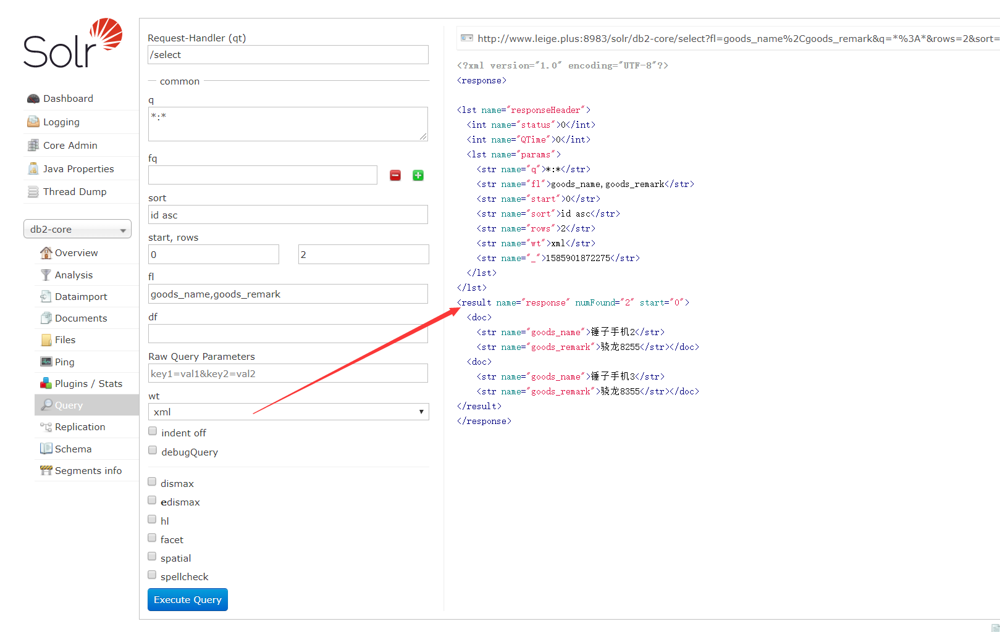 Solr
Dashboard
Logging
Core Admin
Java Properties
Thread Dump
db2-core
Overview
Analysis
Dataimport
Documents
Files
Ping
Plugins / Stats
Query
Replication
Schema
Segments info
Request-Handler (qt)
/select
common
q
*:*
fq
sort
id asc
start, rows
0
2
fl
goods_name,goods_remark
df
Raw Query Parameters
key1=val1&key2=val2
wt
xml
indent off
debugQuery
dismax
edismax
hl
facet
spatial
spellcheck
Execute Query
http://www.leige.plus:8983/solr/db2-core/select?fl=goods_name%2Cgoods_remark&q=*%3A*&rows=2&sort=
<?xml version="1.0" encoding="UTF-8"?>
<response>
<lst name="responseHeader">
<int name="status">0</int>
<int name="QTime">0</int>
<lst name="params">
<str name="q">*:*</str>
<str name="fl">goods_name,goods_remark</str>
<str name="start">0</str>
<str name="sort">id asc</str>
<str name="rows">2</str>
<str name="wt">xml</str>
<str name="_">1585901872275</str>
</lst>
</lst>
<result name="response" numFound="2" start="0">
<doc>
<str name="goods_name">锤子手机2</str>
<str name="goods_remark">骁龙8255</str></doc>
<doc>
<str name="goods_name">锤子手机3</str>
<str name="goods_remark">骁龙8355</str></doc>
</result>
</response>